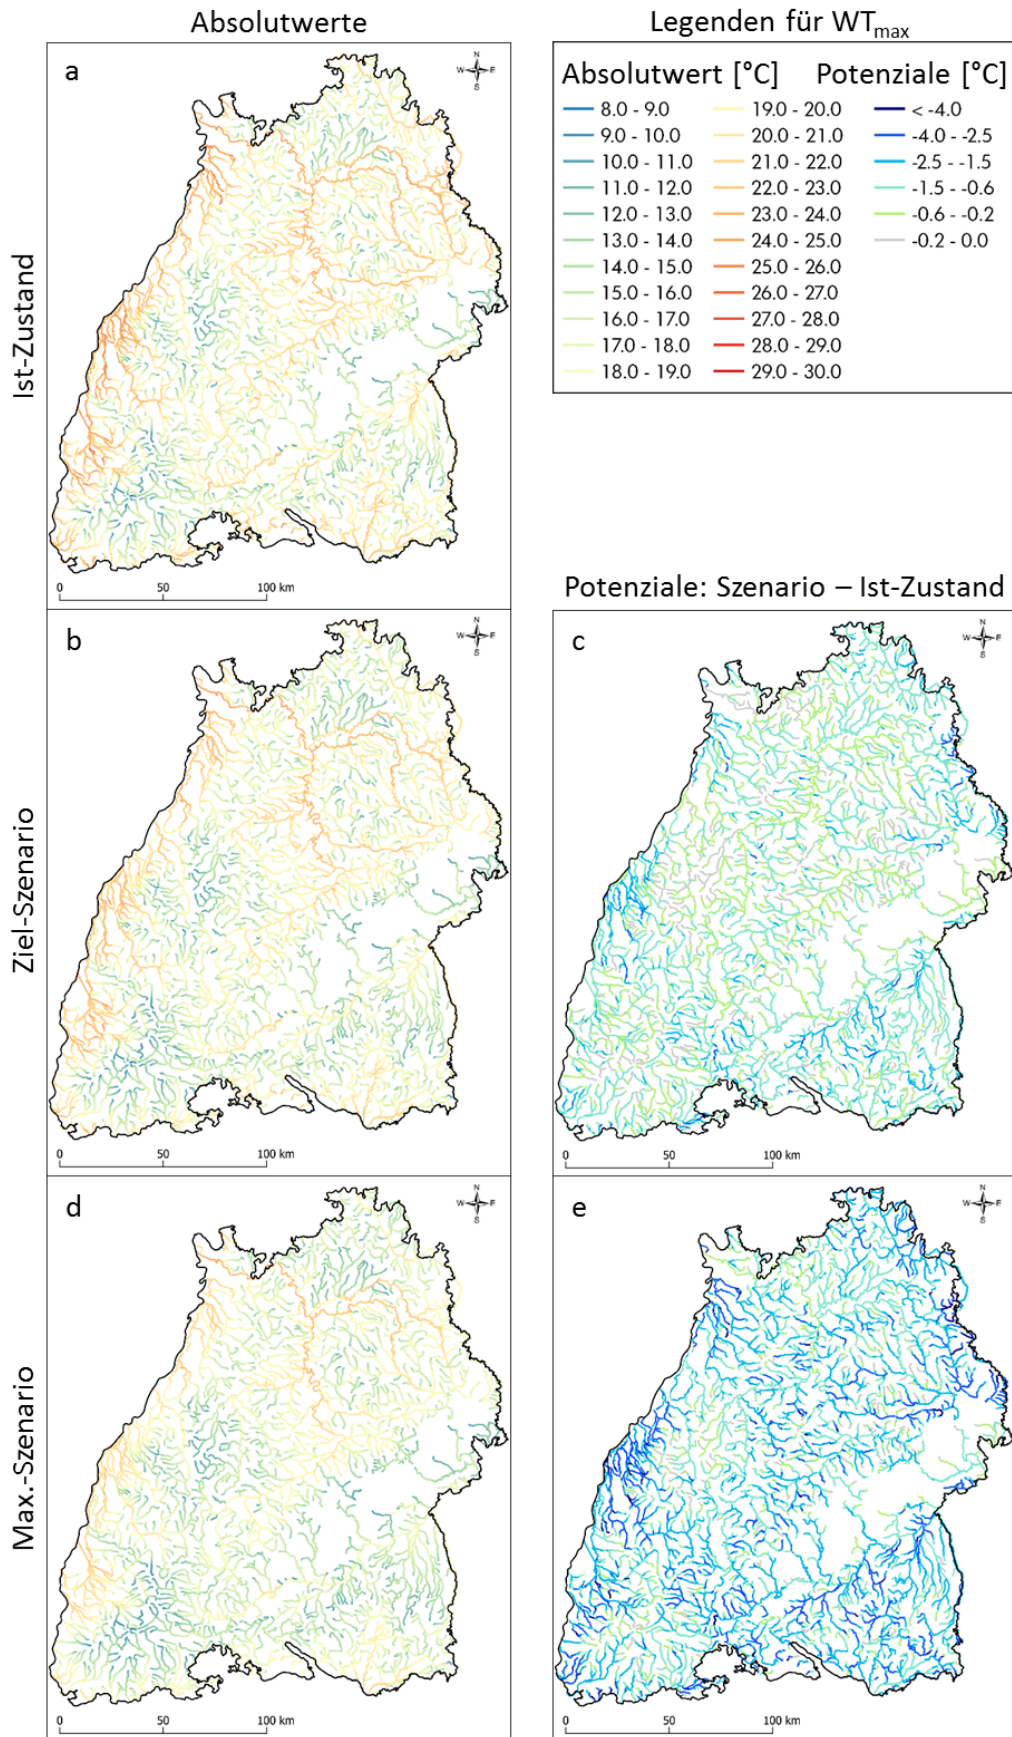 Absolutwerte
Legenden für WTmax
Absolutwert [°C] Potenziale [°C]
8.0 - 9.0 19.0 - 20.0 < -4.0
9.0 - 10.0 20.0 - 21.0 -4.0 - -2.5
10.0 - 11.0 21.0 - 22.0 -2.5 - -1.5
11.0 - 12.0 22.0 - 23.0 -1.5 - -0.6
12.0 - 13.0 23.0 - 24.0 -0.6 - -0.2
13.0 - 14.0 24.0 - 25.0 -0.2 - 0.0
14.0 - 15.0 25.0 - 26.0
15.0 - 16.0 26.0 - 27.0
16.0 - 17.0 27.0 - 28.0
17.0 - 18.0 28.0 - 29.0
18.0 - 19.0 29.0 - 30.0
Ist-Zustand
a
N
W E
S
0 50 100 km
Potenziale: Szenario – Ist-Zustand
Ziel-Szenario
b
N
W E
S
0 50 100 km
c
N
W E
S
0 50 100 km
Max.-Szenario
d
N
W E
S
0 50 100 km
e
N
W E
S
0 50 100 km